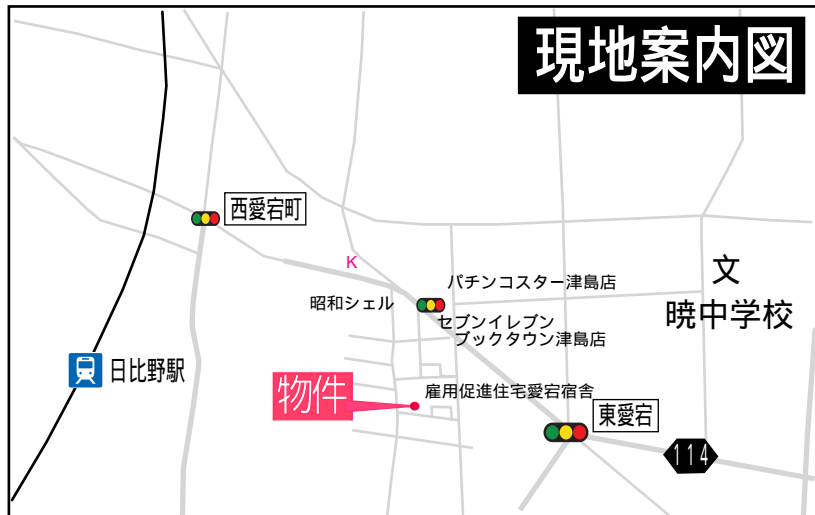 現地案内図
西愛宕町
K
パチンコスター津島店
昭和シェル
セブンイレブン
ブックタウン津島店
文
暁中学校
日比野駅
物件
雇用促進住宅愛宕宿舎
東愛宕
114